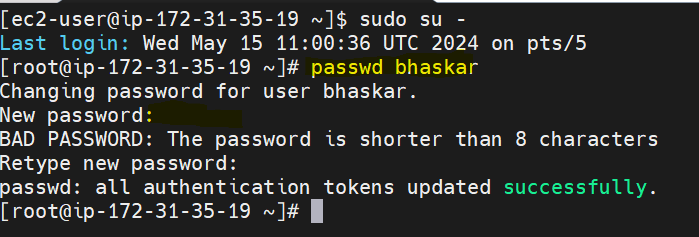 [ec2-user@ip-172-31-35-19 ~]$ sudo su -
Last login: Wed May 15 11:00:36 UTC 2024 on pts/5
[root@ip-172-31-35-19 ~]# passwd bhaskar
Changing password for user bhaskar.
New password:
BAD PASSWORD: The password is shorter than 8 characters
Retype new password:
passwd: all authentication tokens updated successfully.
[root@ip-172-31-35-19 ~]#